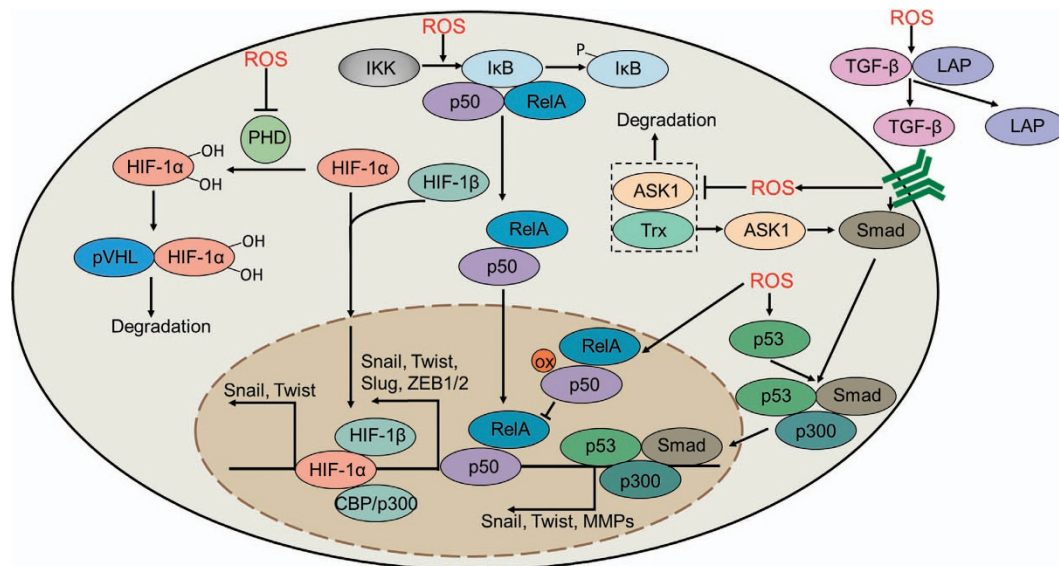 ROS
TGF-β
LAP
TGF-β
LAP
ROS
IKK
IκB
P
IκB
p50
RelA
ROS
PHD
HIF-1α
OH
OH
HIF-1α
HIF-1β
pVHL
HIF-1α
OH
OH
Degradation
RelA
p50
Degradation
ASK1
Trx
ROS
ASK1
Smad
ROS
p53
p53
Smad
p300
RelA
ox
p50
Snail, Twist
Snail, Twist,
Slug, ZEB1/2
HIF-1β
HIF-1α
CBP/p300
RelA
p50
p53
Smad
p300
Snail, Twist, MMPs